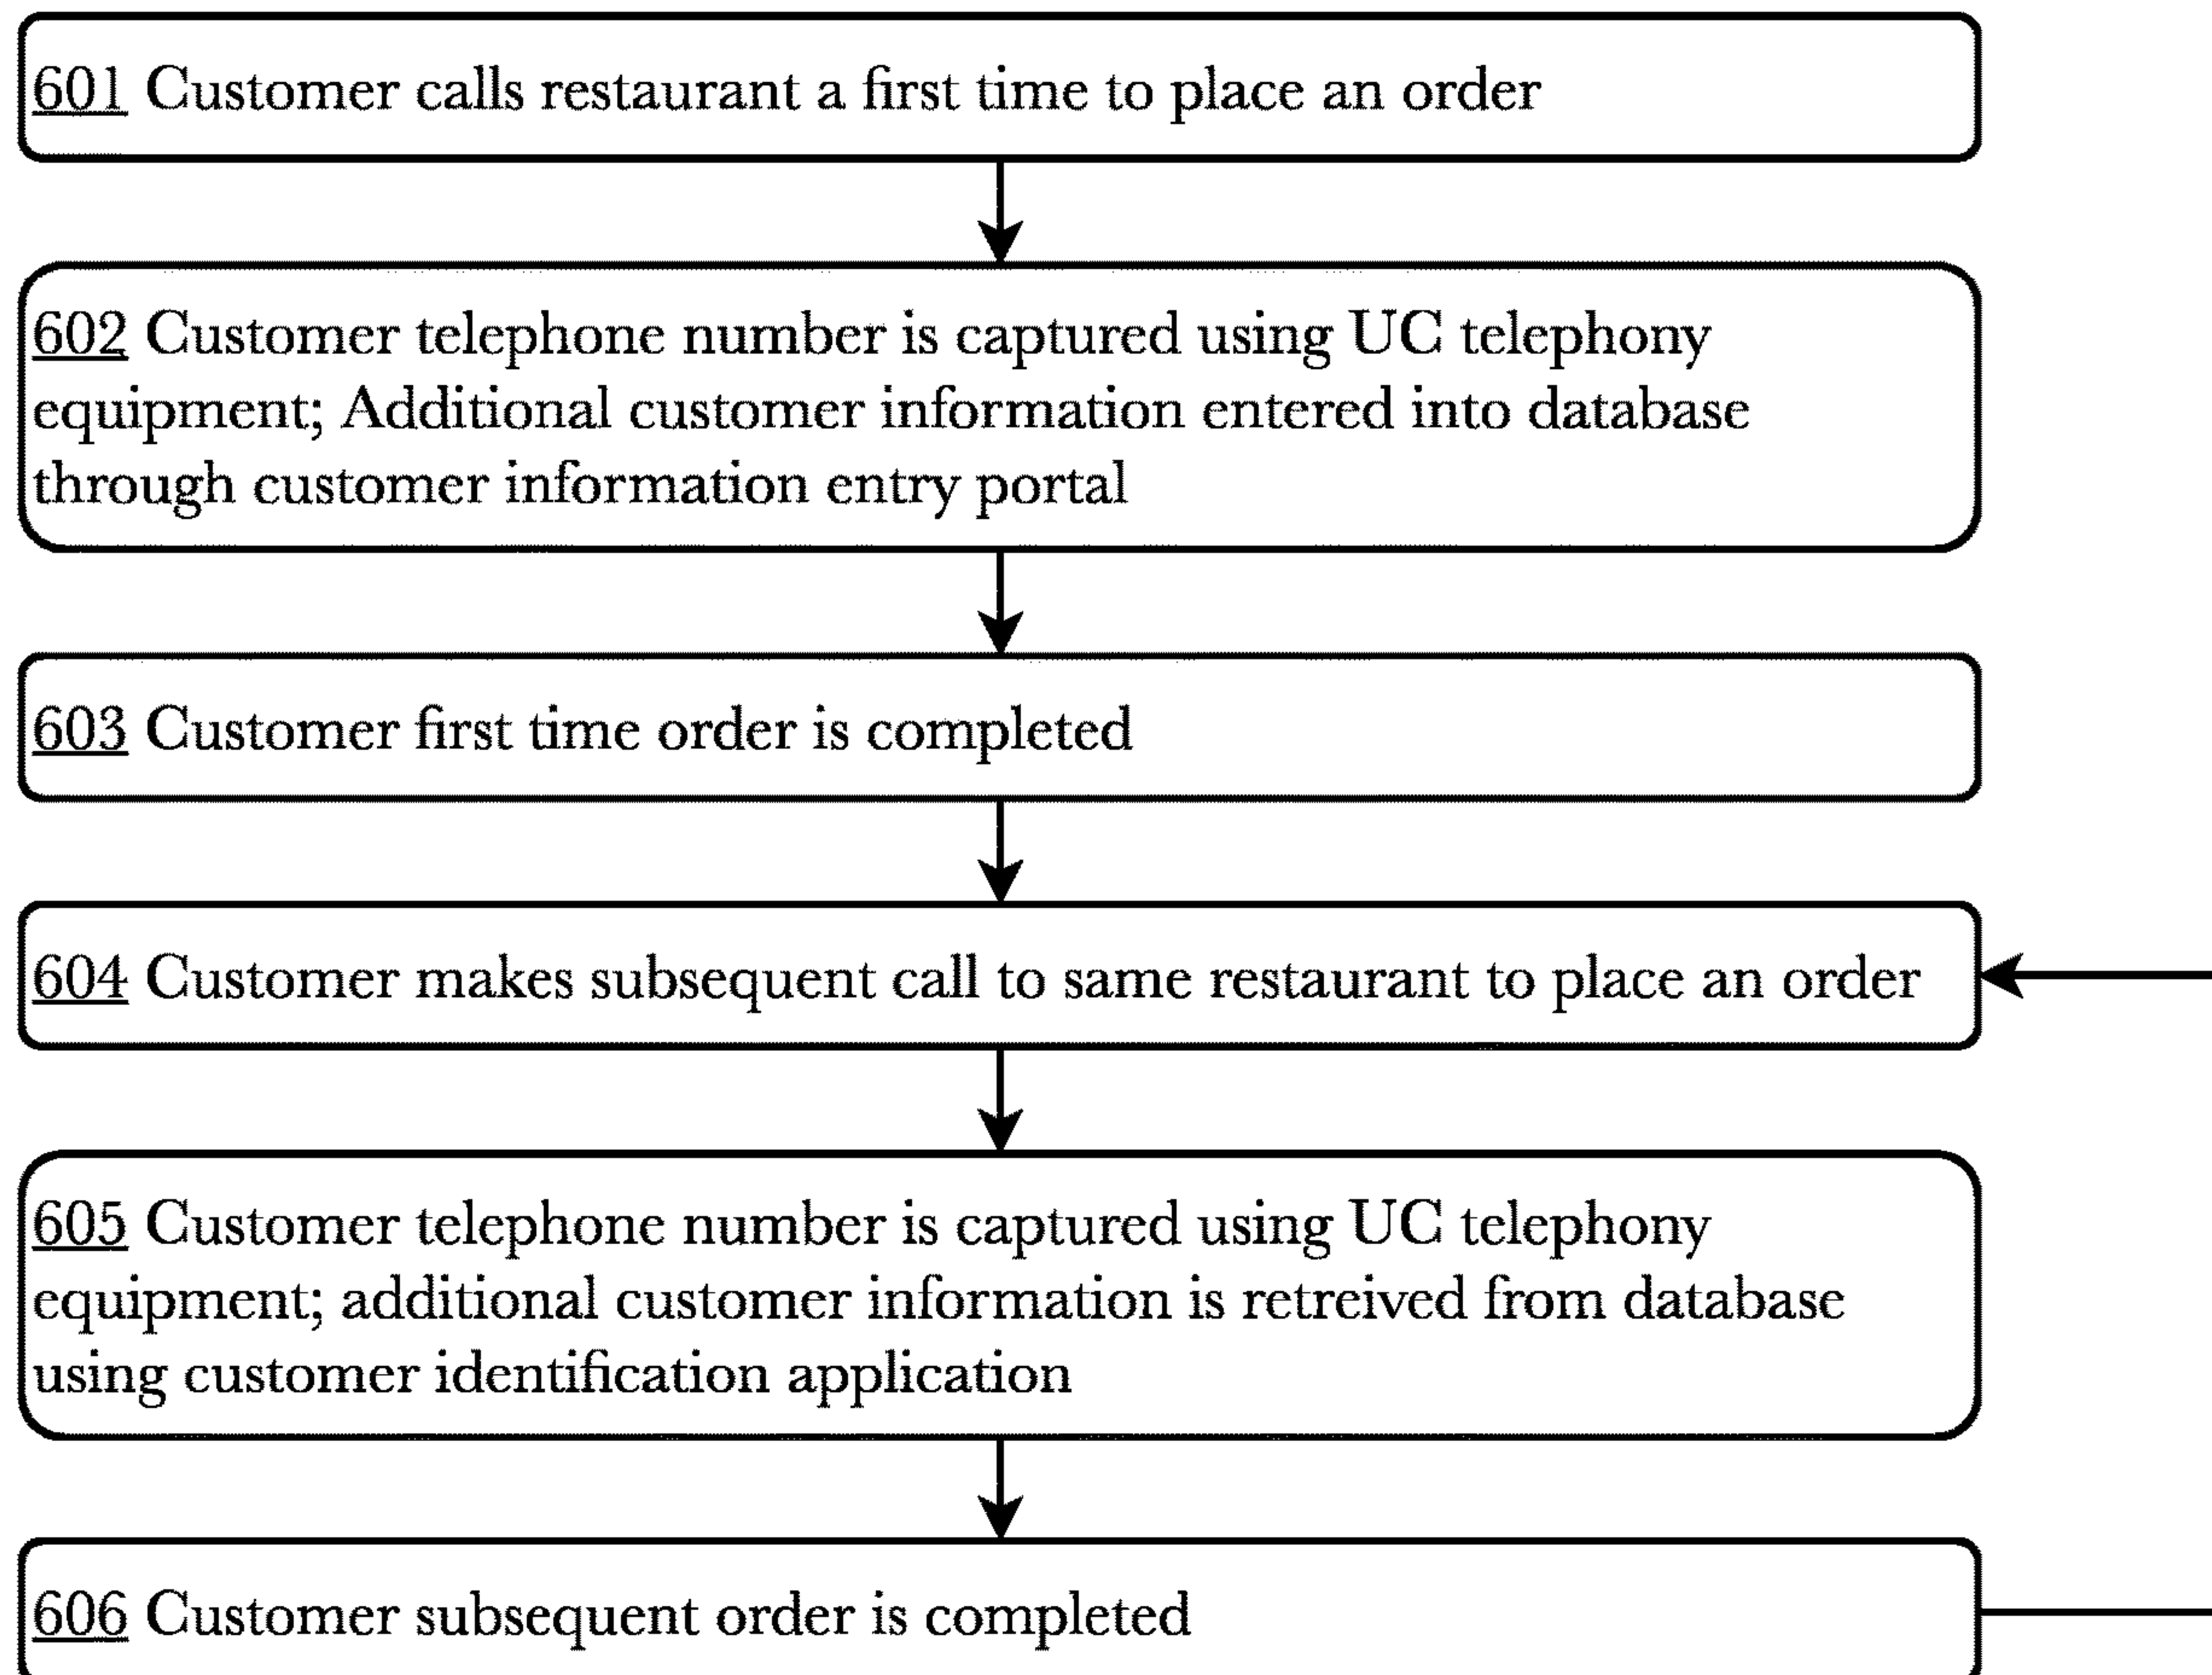 601 Customer calls restaurant a first time to place an order
602 Customer telephone number is captured using UC telephony
equipment; Additional customer information entered into database
through customer information entry portal
603 Customer first time order is completed
604 Customer makes subsequent call to same restaurant to place an order
605 Customer telephone number is captured using UC telephony
equipment; additional customer information is retreived from database
using customer identification application
606 Customer subsequent order is completed